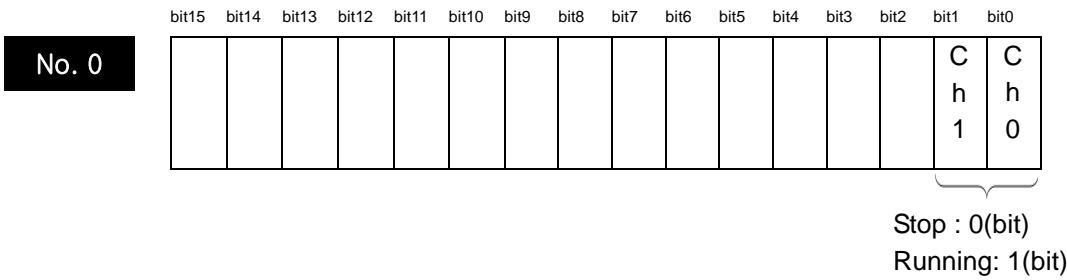 bit15 bit14 bit13 bit12 bit11 bit10 bit9 bit8 bit7 bit6 bit5 bit4 bit3 bit2 bit1 bit0
No. 0
C C
h h
1 0
Stop : 0(bit)
Running: 1(bit)